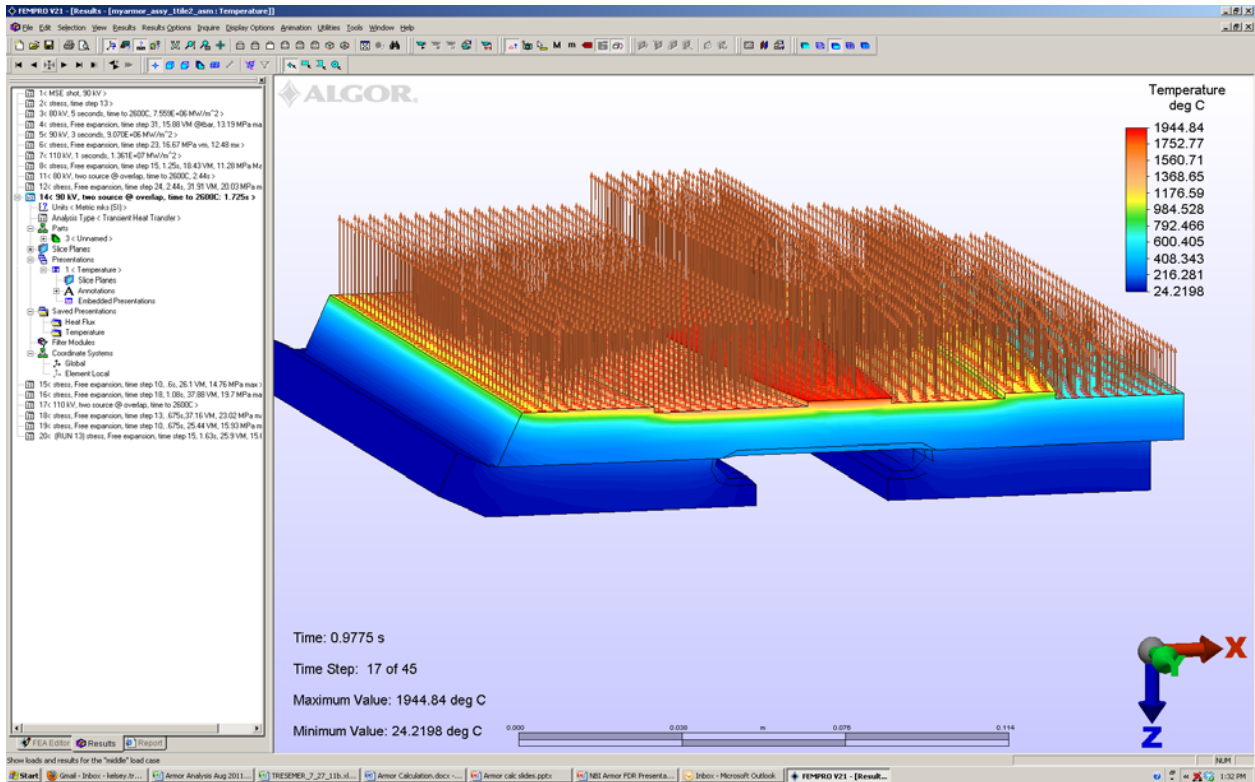 FEMPRO V21 - [Results - [myarmor_assy_1tile2_asm : Temperature]]
File Edit Selection View Results Results Options Inquire Display Options Animation Utilities Tools Window Help
1< MSE shot, 90 kV >
2< stress, time step 13 >
3< 80 kV, 5 seconds, time to 2600C, 7.559E+06 MW/m^2 >
4< stress, Free expansion, time step 31, 15.88 VM @tbar, 13.19 MPa ma
5< 90 kV, 3 seconds, 9.070E+06 MW/m^2 >
6< stress, Free expansion, time step 23, 16.67 MPa vm, 12.48 mx >
7< 110 kV, 1 seconds, 1.361E+07 MW/m^2 >
8< stress, Free expansion, time step 15, 1.25s, 18.43 VM, 11.28 MPa Ma
11< 80 kV, two source @ overlap, time to 2600C, 2.44s >
12< stress, Free expansion, time step 24, 2.44s, 31.91 VM, 20.03 MPa m
14< 90 kV, two source @ overlap, time to 2600C: 1.725s >
Units < Metric mks (SI) >
Analysis Type < Transient Heat Transfer >
Parts
3 < Unnamed >
Slice Planes
Presentations
1 < Temperature >
Slice Planes
Annotations
Embedded Presentations
Saved Presentations
Heat Flux
Temperature
Filter Modules
Coordinate Systems
Global
Element Local
15< stress, Free expansion, time step 10, .6s, 26.1 VM, 14.76 MPa max >
16< stress, Free expansion, time step 18, 1.08s, 37.88 VM, 19.7 MPa ma
17< 110 kV, two source @ overlap, time to 2600C >
18< stress, Free expansion, time step 13, .675s,37.16 VM, 23.02 MPa m
19< stress, Free expansion, time step 10, .675s, 25.44 VM, 15.93 MPa m
20< (RUN 13) stress, Free expansion, time step 15, 1.63s, 25.9 VM, 15.
ALGOR.
Temperature
deg C
1944.84
1752.77
1560.71
1368.65
1176.59
984.528
792.466
600.405
408.343
216.281
24.2198
Time: 0.9775 s
Time Step: 17 of 45
Maximum Value: 1944.84 deg C
Minimum Value: 24.2198 deg C
0.000 0.038 m 0.076 0.114
X
Y
Z
FEA Editor Results Report
Show loads and results for the "middle" load case
NUM
Start Gmail - Inbox - kelsey.tr... Armor Analysis Aug 2011... TRESEMER_7_27_11b.xl... Armor Calculation.docx -... Armor calc slides.pptx NBI Armor FDR Presenta... Inbox - Microsoft Outlook FEMPRO V21 - [Result... 1:32 PM